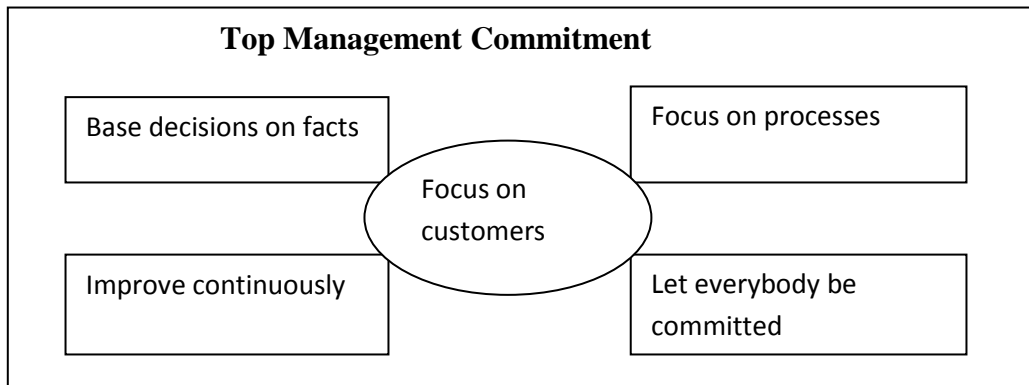 Top Management Commitment
Base decisions on facts
Focus on processes
Focus on
customers
Improve continuously
Let everybody be
committed